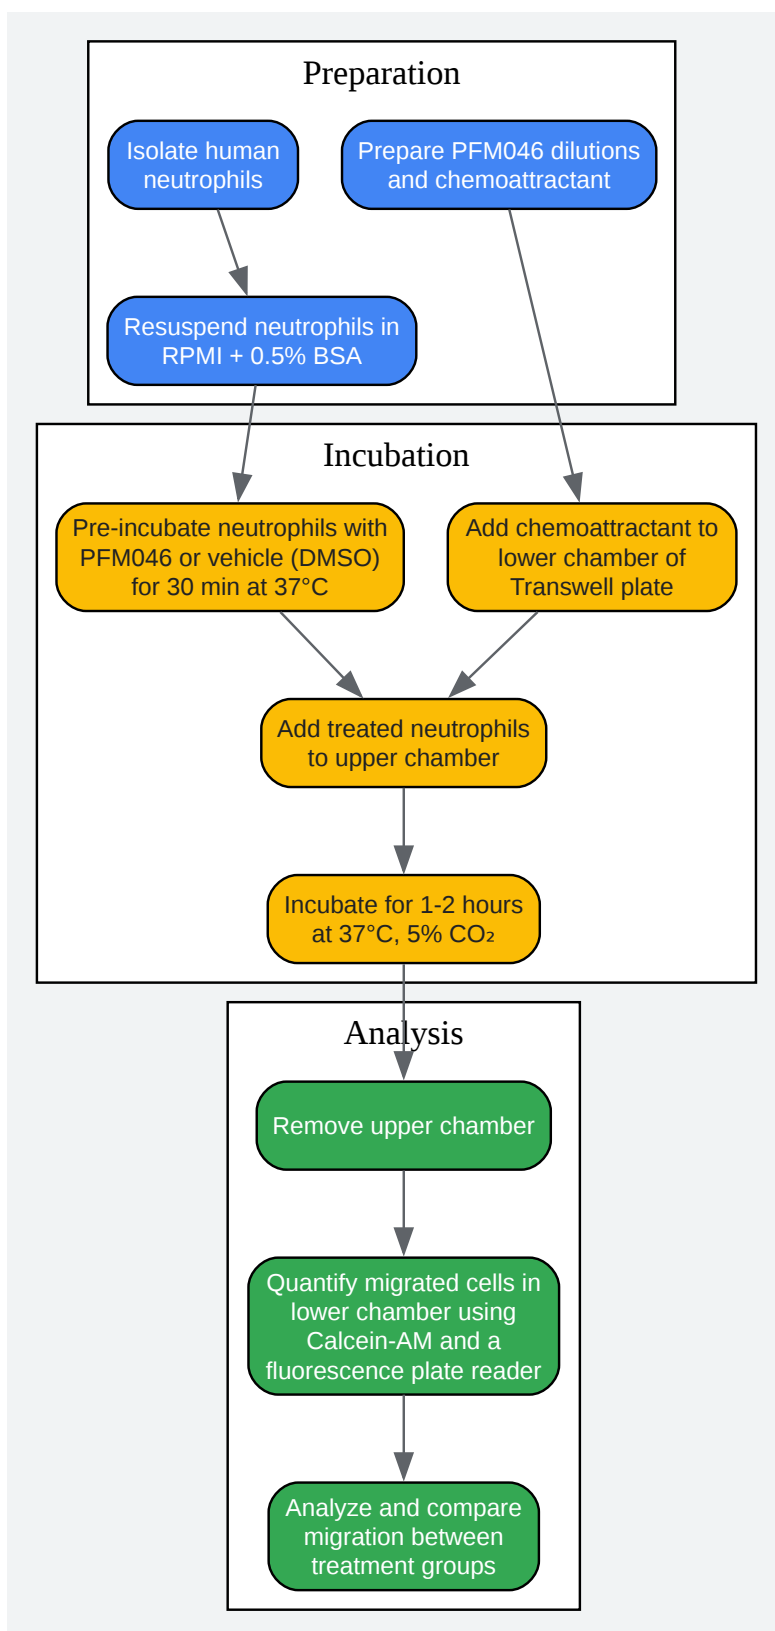 Preparation
Isolate human
neutrophils
Prepare PFM046 dilutions
and chemoattractant
Resuspend neutrophils in
RPMI + 0.5% BSA
Incubation
Pre-incubate neutrophils with
PFM046 or vehicle (DMSO)
for 30 min at 37°C
Add chemoattractant to
lower chamber of
Transwell plate
Add treated neutrophils
to upper chamber
Incubate for 1-2 hours
at 37°C, 5% CO₂
Analysis
Remove upper chamber
Quantify migrated cells in
lower chamber using
Calcein-AM and a
fluorescence plate reader
Analyze and compare
migration between
treatment groups